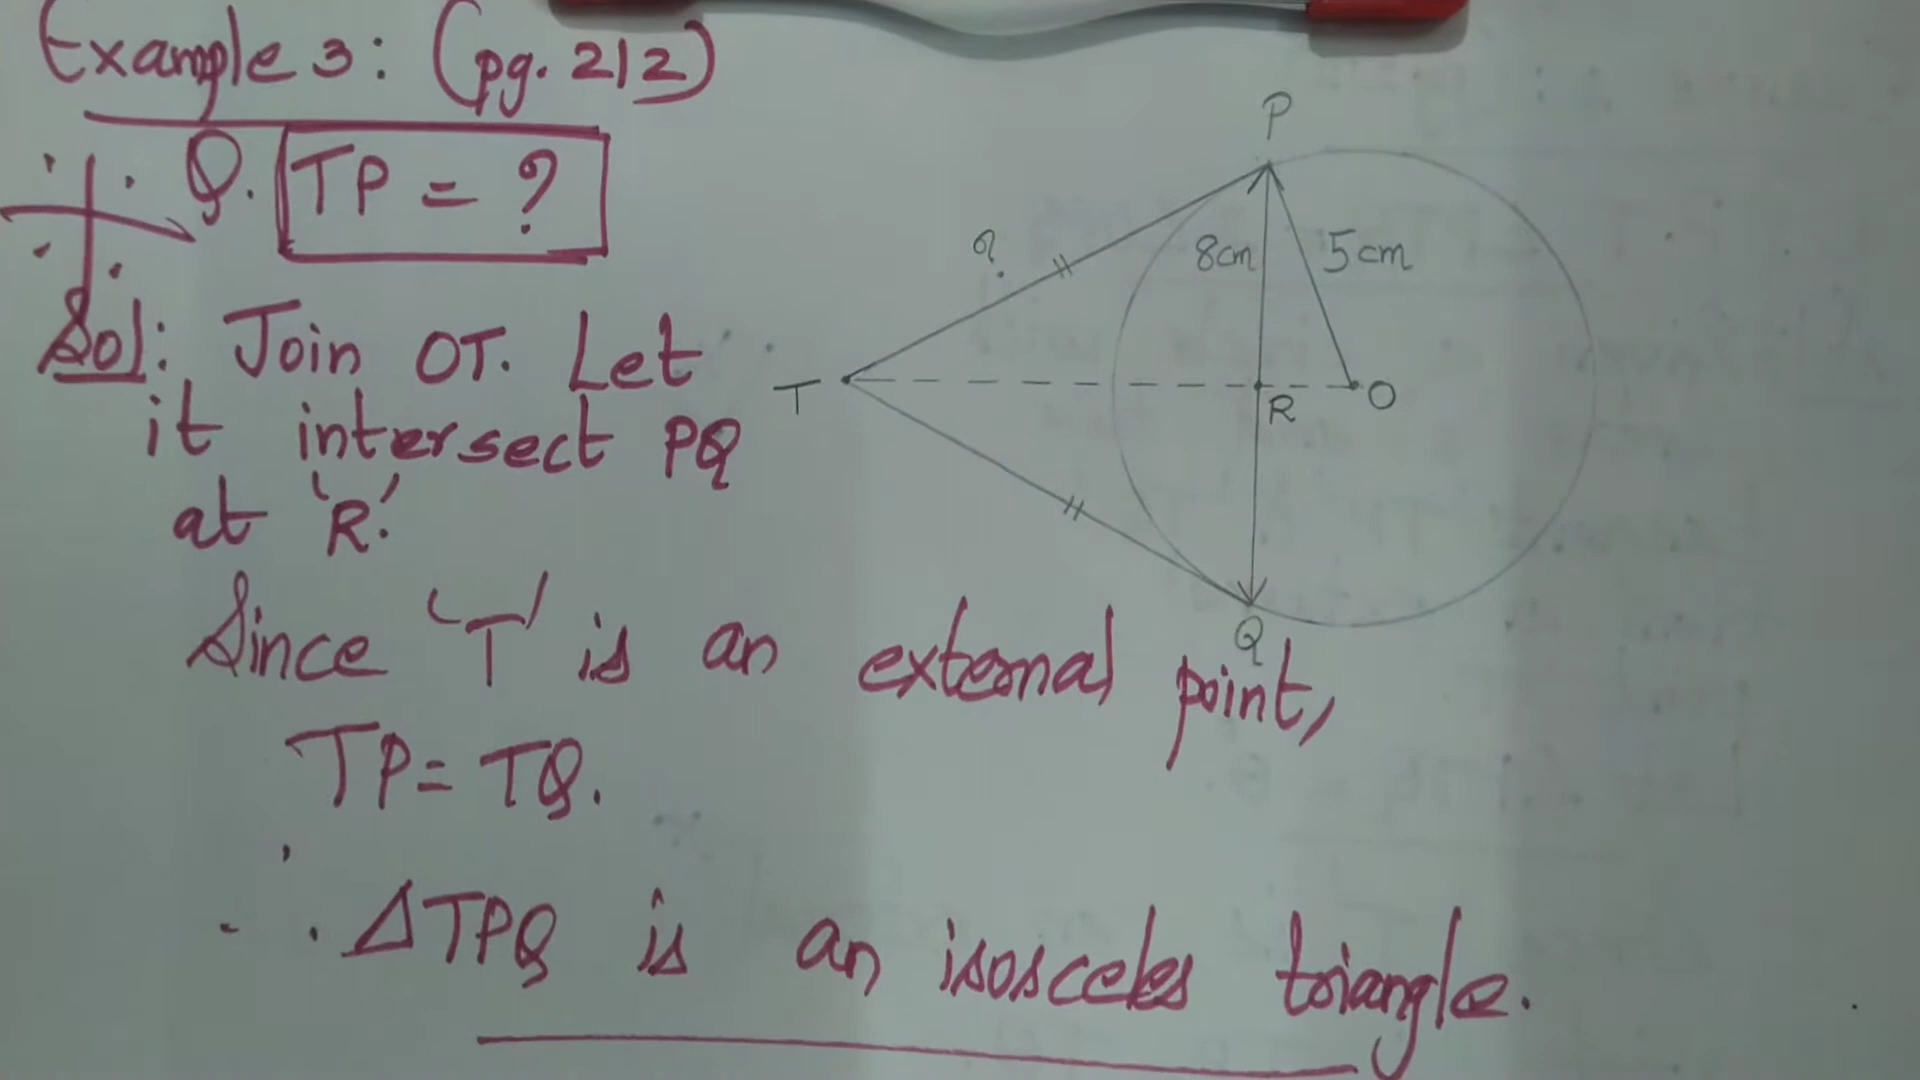 Example 3: (pg. 212)
Q. TP = ?
Sol: Join OT. Let
it intersect PQ
at 'R'.
Since 'T' is an external point,
TP = TQ.
∴ ΔTPQ is an isosceles triangle.
P
?
8cm
5cm
T
R
O
Q